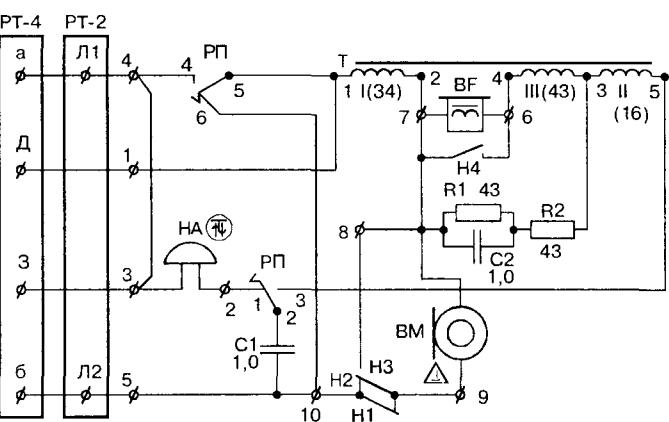 РТ-4 РТ-2
а Л1 4 4 РП Т
5 1 I(34) 2 BF 4 III(43) 3 II 5
6 7 6 (16)
Д 1 Н4
R1 43 R2
НА РП 8
43
C2
1,0
З 3 2 1 3
2
С1 ВМ
1,0
Н3
б Л2 5 Н2
10 Н1 9